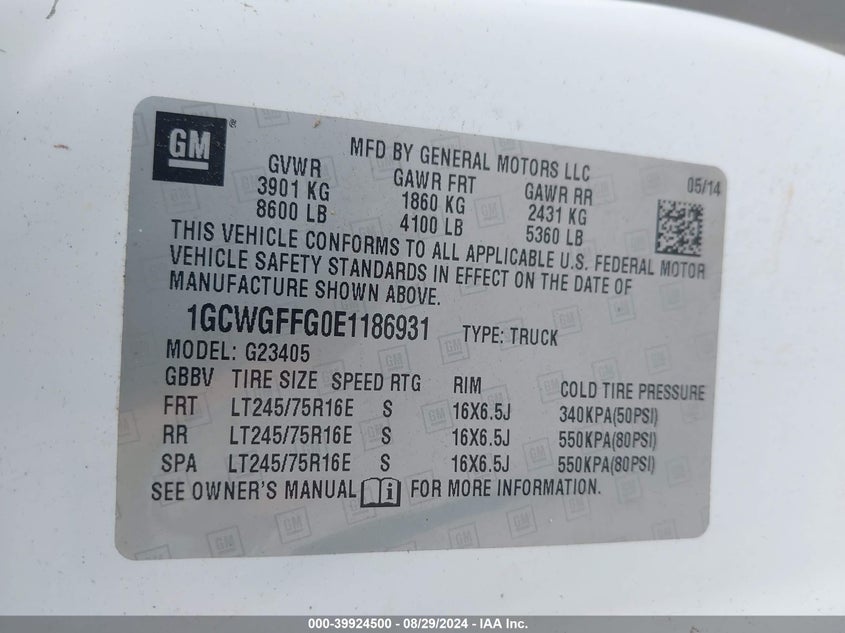 GM ®
MFD BY GENERAL MOTORS LLC
05/14
GVWR GAWR FRT GAWR RR
3901 KG 1860 KG 2431 KG
8600 LB 4100 LB 5360 LB
THIS VEHICLE CONFORMS TO ALL APPLICABLE U.S. FEDERAL MOTOR
VEHICLE SAFETY STANDARDS IN EFFECT ON THE DATE OF
MANUFACTURE SHOWN ABOVE.
1GCWGFFG0E1186931 TYPE: TRUCK
MODEL: G23405
GBBV TIRE SIZE SPEED RTG RIM COLD TIRE PRESSURE
FRT LT245/75R16E S 16X6.5J 340KPA(50PSI)
RR LT245/75R16E S 16X6.5J 550KPA(80PSI)
SPA LT245/75R16E S 16X6.5J 550KPA(80PSI)
SEE OWNER'S MANUAL FOR MORE INFORMATION.
000-39924500 - 08/29/2024 - IAA Inc.